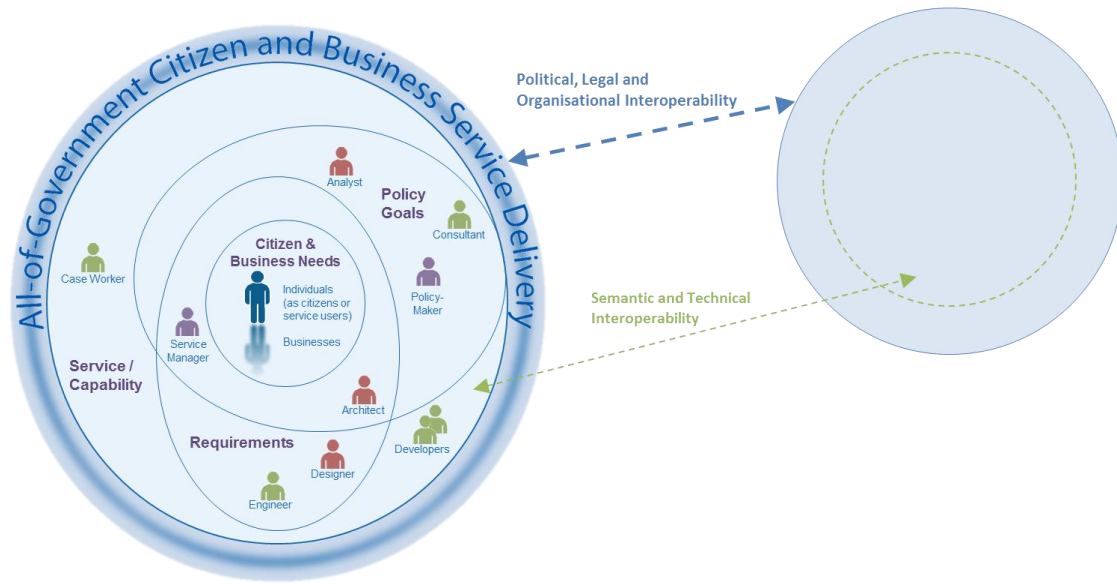 All-of-Government Citizen and Business Service Delivery
Political, Legal and
Organisational Interoperability
Analyst
Policy
Goals
Consultant
Citizen &
Business Needs
Case Worker
Individuals
(as citizens or
service users)
Policy-
Maker
Businesses
Service
Manager
Semantic and Technical
Interoperability
Service /
Capability
Architect
Requirements
Developers
Designer
Engineer